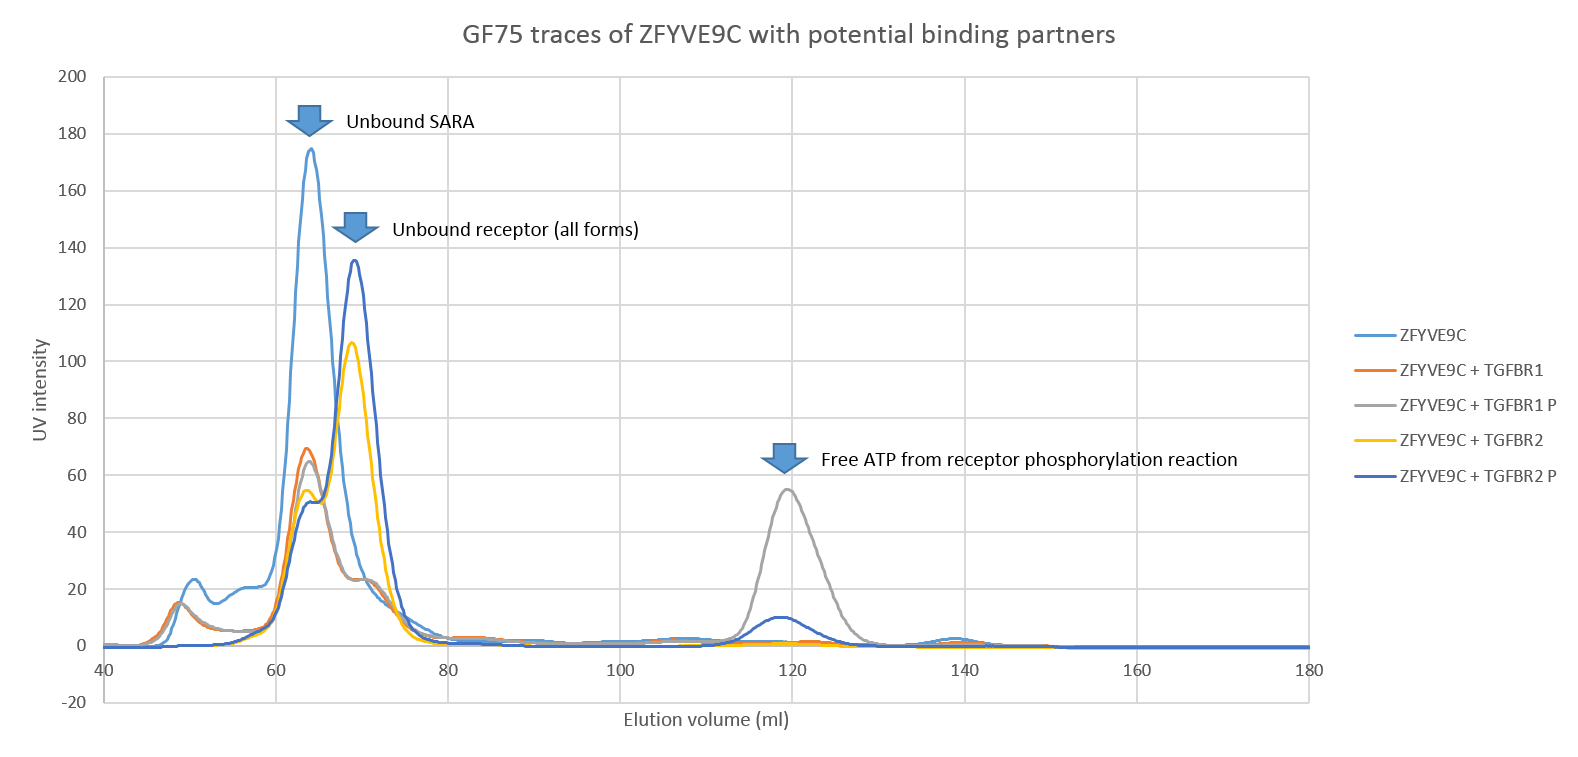 GF75 traces of ZFYVE9C with potential binding partners
200
180
160
140
120
100
80
60
40
20
0
-20
UV intensity
Unbound SARA
Unbound receptor (all forms)
Free ATP from receptor phosphorylation reaction
40
60
80
100
120
140
160
180
Elution volume (ml)
ZFYVE9C
ZFYVE9C + TGFBR1
ZFYVE9C + TGFBR1 P
ZFYVE9C + TGFBR2
ZFYVE9C + TGFBR2 P